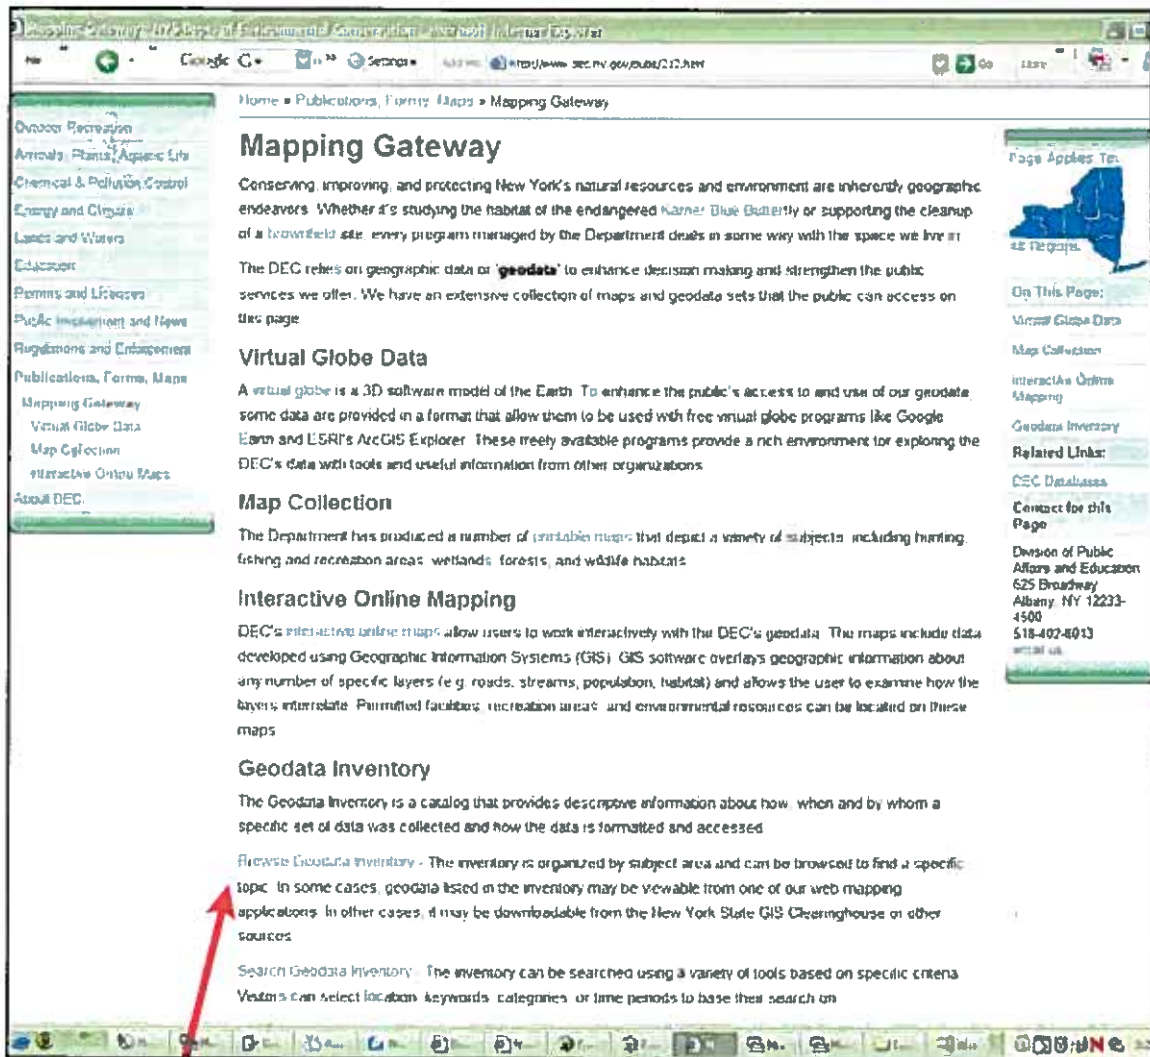 Mapping Gateway - NYS Dept. of Environmental Conservation - Microsoft Internet Explorer
Google
Settings
http://www.dec.ny.gov/pubs/212.html
Go
Home » Publications, Forms, Maps » Mapping Gateway
Outdoor Recreation
Animals, Plants, Aquatic Life
Chemical & Pollution Control
Energy and Climate
Lands and Waters
Education
Permits and Licenses
Public Involvement and News
Regulations and Enforcement
Publications, Forms, Maps
Mapping Gateway
Virtual Globe Data
Map Collection
Interactive Online Maps
About DEC
Mapping Gateway
Conserving, improving, and protecting New York's natural resources and environment are inherently geographic
endeavors. Whether it's studying the habitat of the endangered Karner Blue Butterfly or supporting the cleanup
of a brownfield site, every program managed by the Department deals in some way with the space we live in.
The DEC relies on geographic data or 'geodata' to enhance decision making and strengthen the public
services we offer. We have an extensive collection of maps and geodata sets that the public can access on
this page.
Virtual Globe Data
A virtual globe is a 3D software model of the Earth. To enhance the public's access to and use of our geodata,
some data are provided in a format that allow them to be used with free virtual globe programs like Google
Earth and ESRI's ArcGIS Explorer. These freely available programs provide a rich environment for exploring the
DEC's data with tools and useful information from other organizations.
Map Collection
The Department has produced a number of printable maps that depict a variety of subjects, including hunting,
fishing and recreation areas, wetlands, forests, and wildlife habitats.
Interactive Online Mapping
DEC's interactive online maps allow users to work interactively with the DEC's geodata. The maps include data
developed using Geographic Information Systems (GIS). GIS software overlays geographic information about
any number of specific layers (e.g. roads, streams, population, habitat) and allows the user to examine how the
layers interrelate. Permitted facilities, recreation areas, and environmental resources can be located on these
maps.
Geodata Inventory
The Geodata Inventory is a catalog that provides descriptive information about how, when and by whom a
specific set of data was collected and how the data is formatted and accessed.
Browse Geodata Inventory - The inventory is organized by subject area and can be browsed to find a specific
topic. In some cases, geodata listed in the inventory may be viewable from one of our web mapping
applications. In other cases, it may be downloadable from the New York State GIS Clearinghouse or other
sources.
Search Geodata Inventory - The inventory can be searched using a variety of tools based on specific criteria.
Visitors can select location, keywords, categories, or time periods to base their search on.
Page Applies To:
All Regions
On This Page:
Virtual Globe Data
Map Collection
Interactive Online
Mapping
Geodata Inventory
Related Links:
DEC Databases
Contact for this
Page
Division of Public
Affairs and Education
625 Broadway
Albany, NY 12233-
4500
518-402-8013
email us